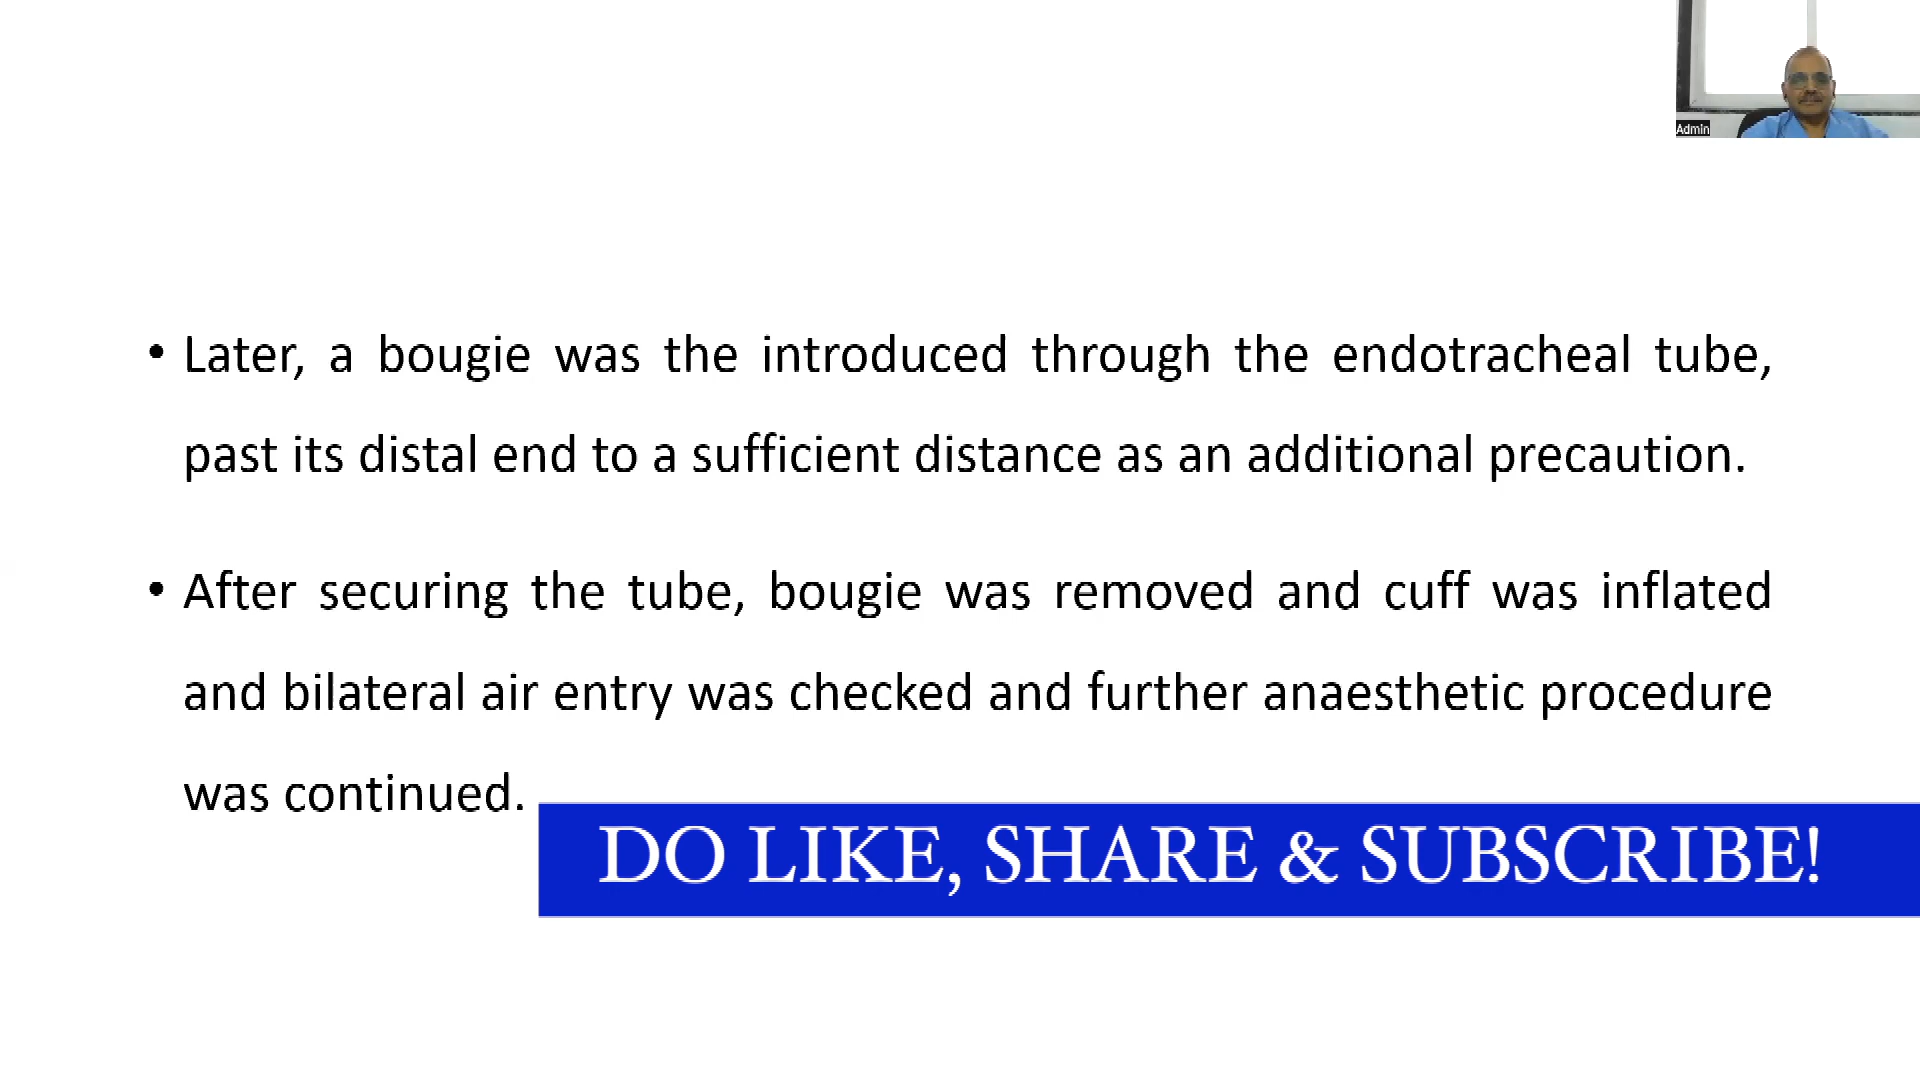 Admin
• Later, a bougie was the introduced through the endotracheal tube,
past its distal end to a sufficient distance as an additional precaution.
• After securing the tube, bougie was removed and cuff was inflated
and bilateral air entry was checked and further anaesthetic procedure
was continued.
DO LIKE, SHARE & SUBSCRIBE!